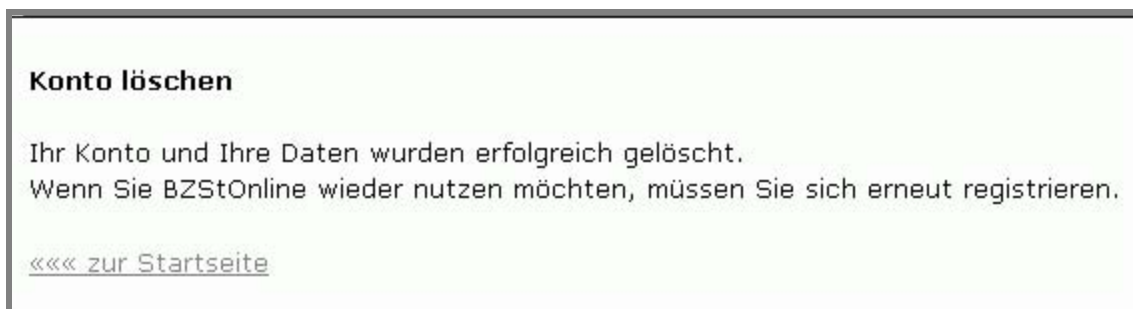 Konto löschen
Ihr Konto und Ihre Daten wurden erfolgreich gelöscht.
Wenn Sie BZStOnline wieder nutzen möchten, müssen Sie sich erneut registrieren.
««« zur Startseite